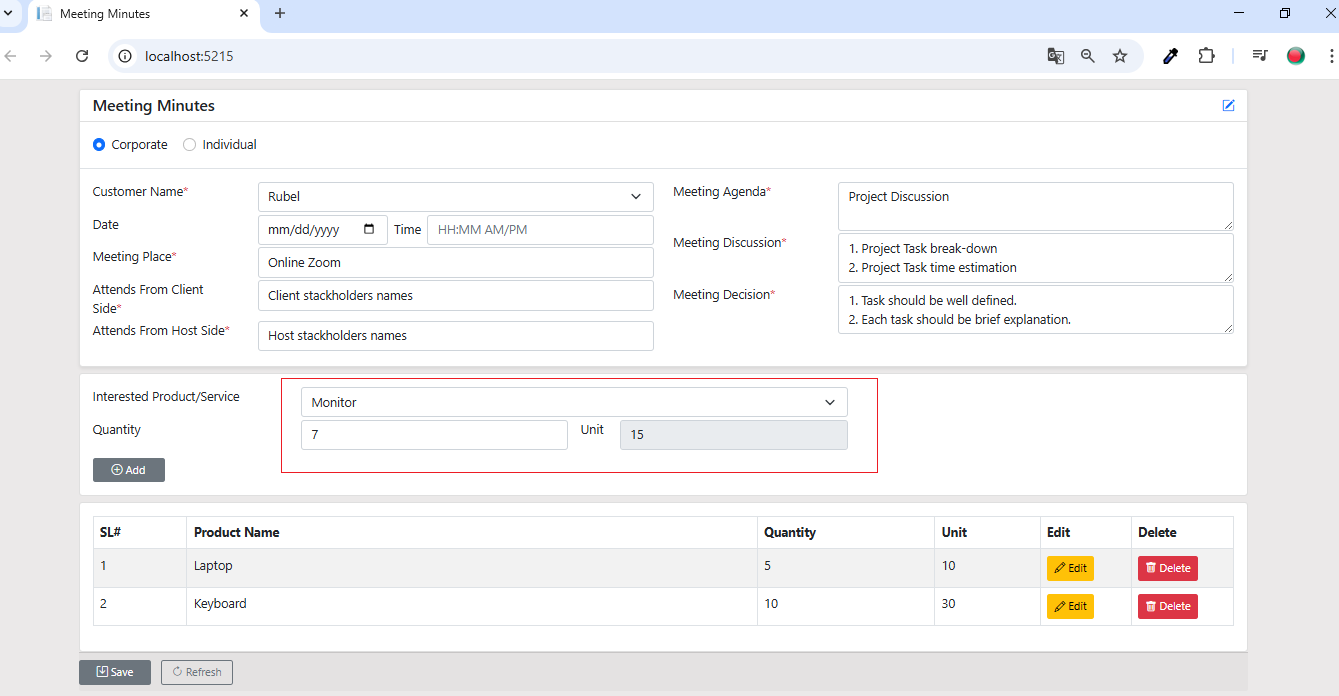 Meeting Minutes
localhost:5215
Meeting Minutes
Corporate Individual
Customer Name* Rubel
Date mm/dd/yyyy Time HH:MM AM/PM
Meeting Place* Online Zoom
Attends From Client
Side* Client stackholders names
Attends From Host Side* Host stackholders names
Meeting Agenda* Project Discussion
Meeting Discussion* 1. Project Task break-down
2. Project Task time estimation
Meeting Decision* 1. Task should be well defined.
2. Each task should be brief explanation.
Interested Product/Service Monitor
Quantity 7 Unit 15
Add
SL# Product Name Quantity Unit Edit Delete
1 Laptop 5 10 Edit Delete
2 Keyboard 10 30 Edit Delete
Save Refresh